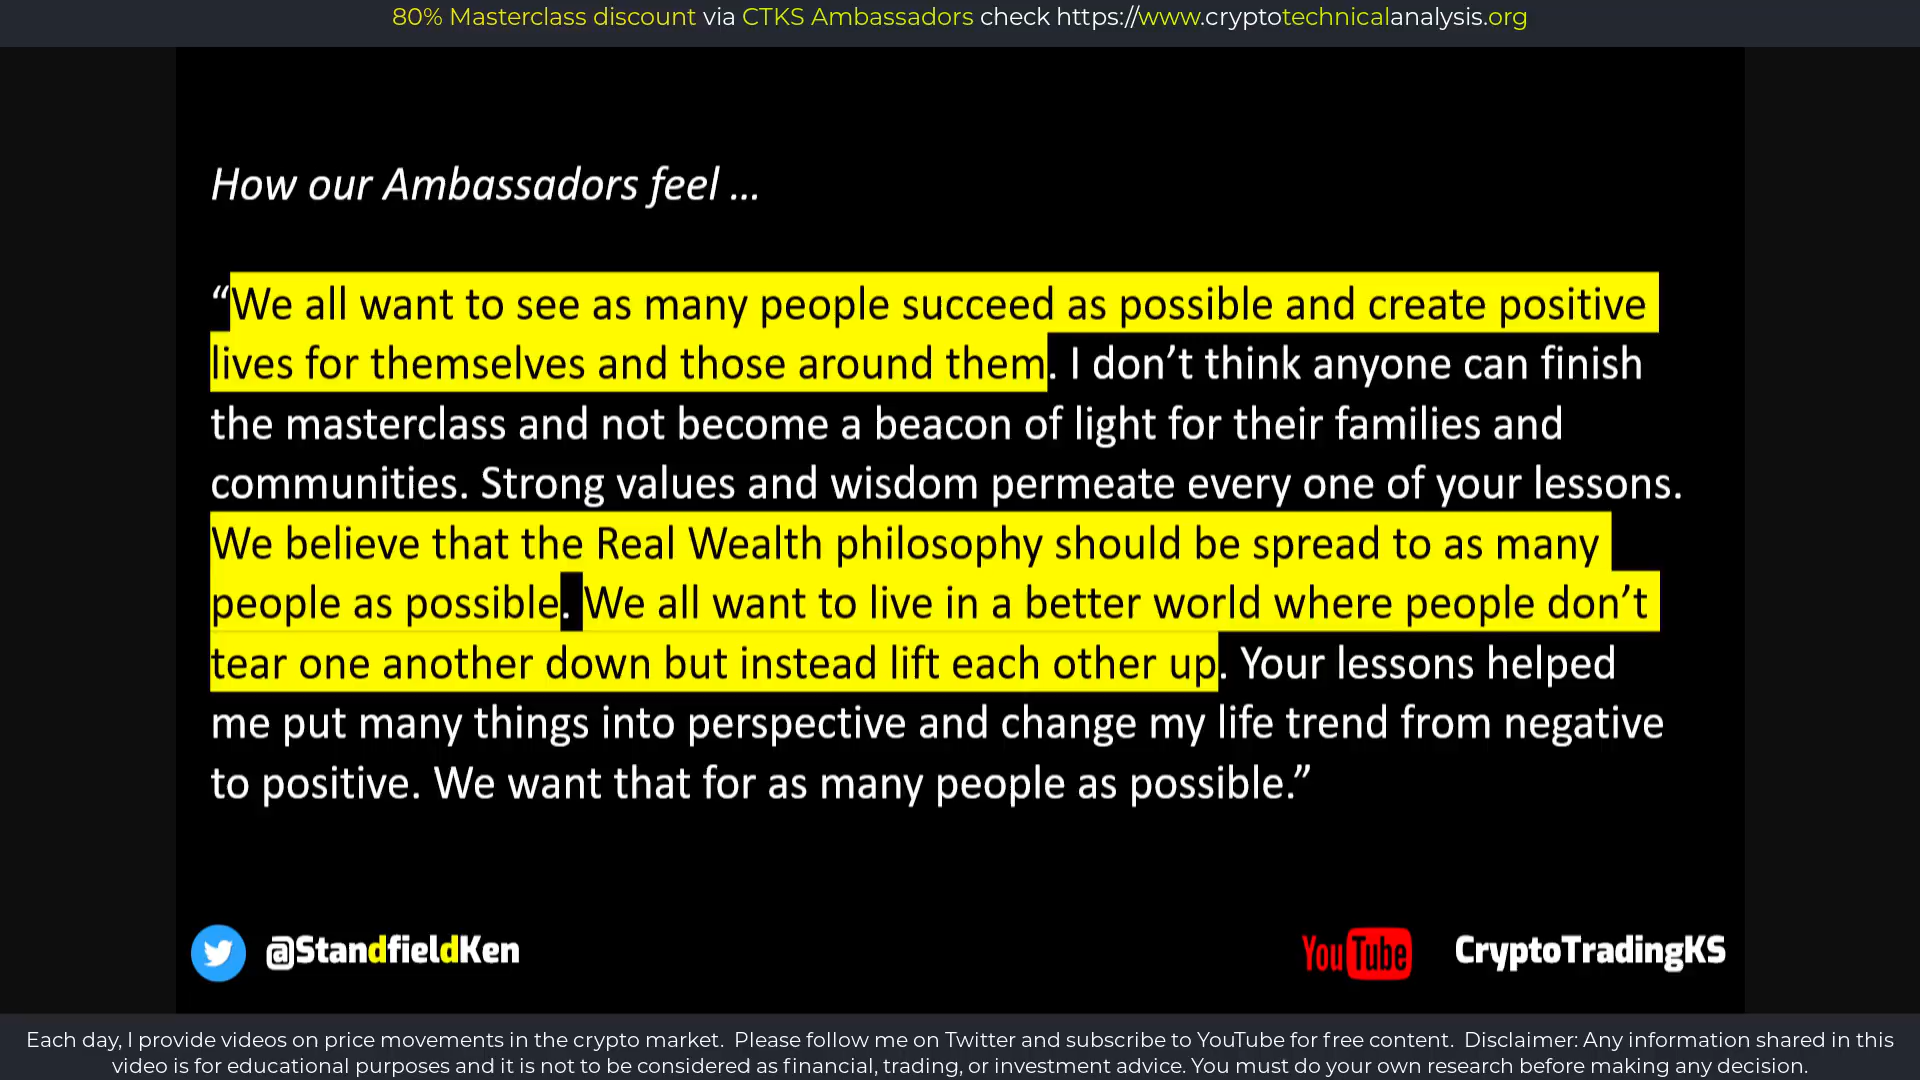 80% Masterclass discount via CTKS Ambassadors check https://www.cryptotechnicalanalysis.org
How our Ambassadors feel ...
“We all want to see as many people succeed as possible and create positive
lives for themselves and those around them. I don’t think anyone can finish
the masterclass and not become a beacon of light for their families and
communities. Strong values and wisdom permeate every one of your lessons.
We believe that the Real Wealth philosophy should be spread to as many
people as possible. We all want to live in a better world where people don’t
tear one another down but instead lift each other up. Your lessons helped
me put many things into perspective and change my life trend from negative
to positive. We want that for as many people as possible.”
@StandfieldKen
YouTube CryptoTradingKS
Each day, I provide videos on price movements in the crypto market. Please follow me on Twitter and subscribe to YouTube for free content. Disclaimer: Any information shared in this
video is for educational purposes and it is not to be considered as financial, trading, or investment advice. You must do your own research before making any decision.